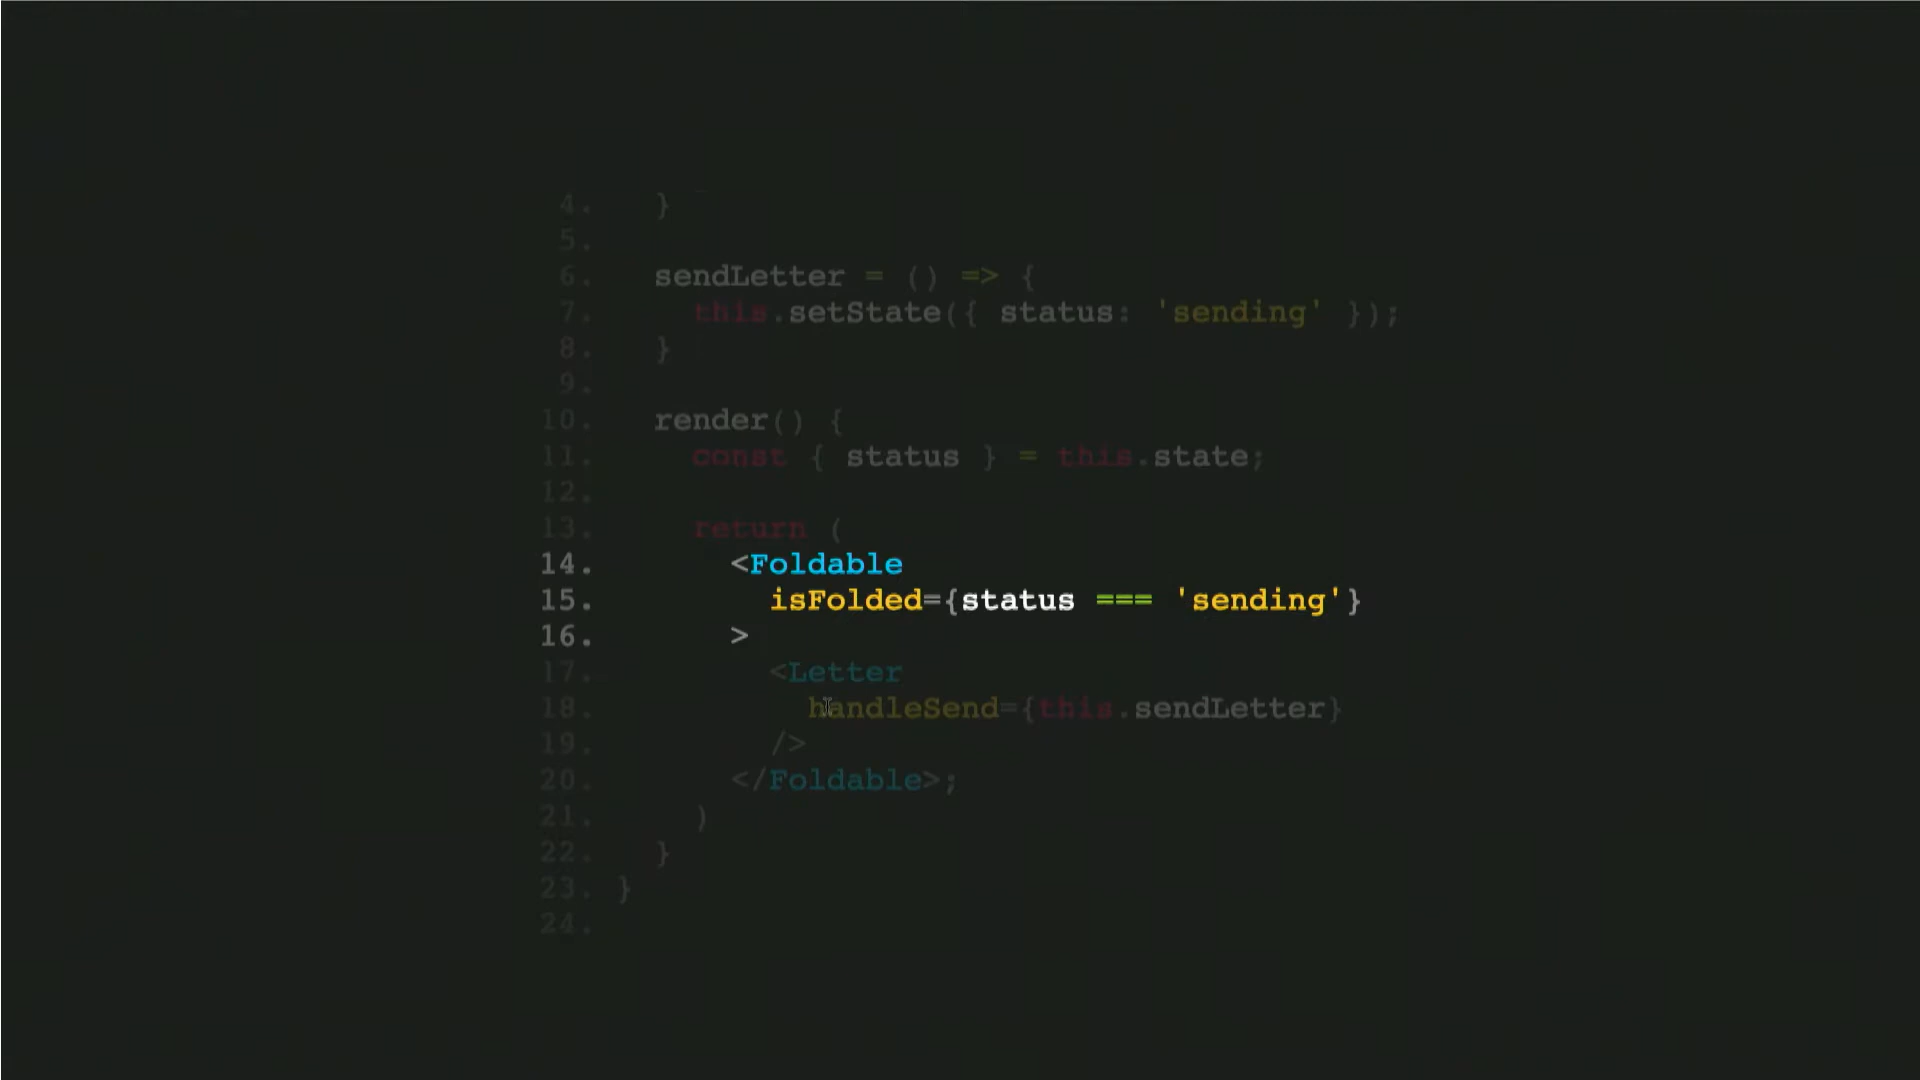 4. }
5.
6. sendLetter = () => {
7. this.setState({ status: 'sending' });
8. }
9.
10. render() {
11. const { status } = this.state;
12.
13. return (
14. <Foldable
15. isFolded={status === 'sending'}
16. >
17. <Letter
18. handleSend={this.sendLetter}
19. />
20. </Foldable>;
21. )
22. }
23. }
24.